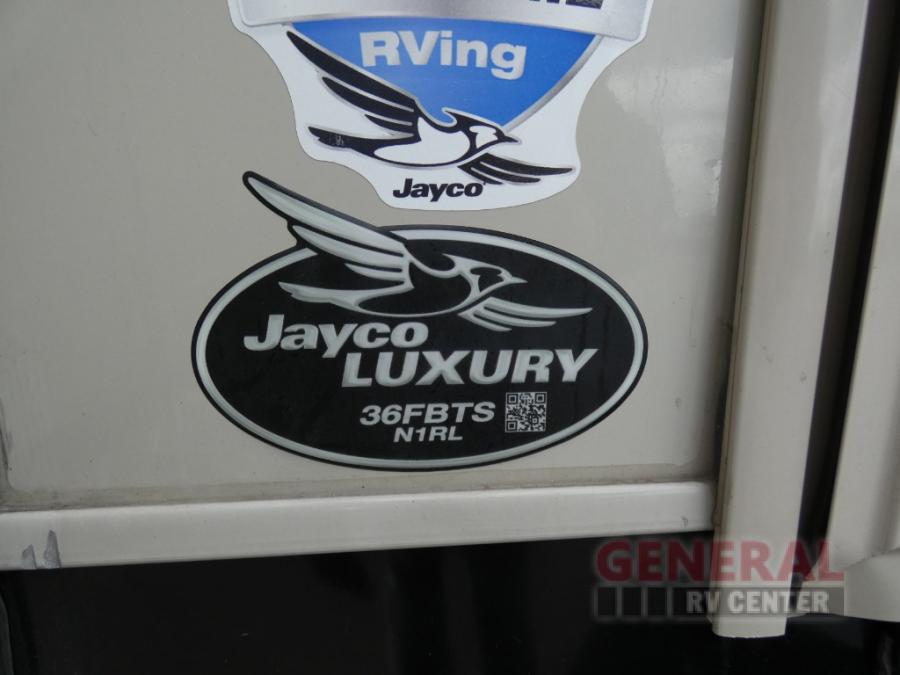 RVing
Jayco
Jayco
LUXURY
36FBTS
N1RL
GENERAL
RV CENTER